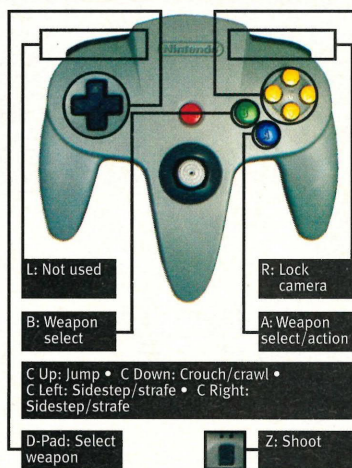 Nintendo
L: Not used
R: Lock
camera
B: Weapon
select
A: Weapon
select/action
C Up: Jump • C Down: Crouch/crawl •
C Left: Sidestep/strafe • C Right:
Sidestep/strafe
D-Pad: Select
weapon
Z: Shoot